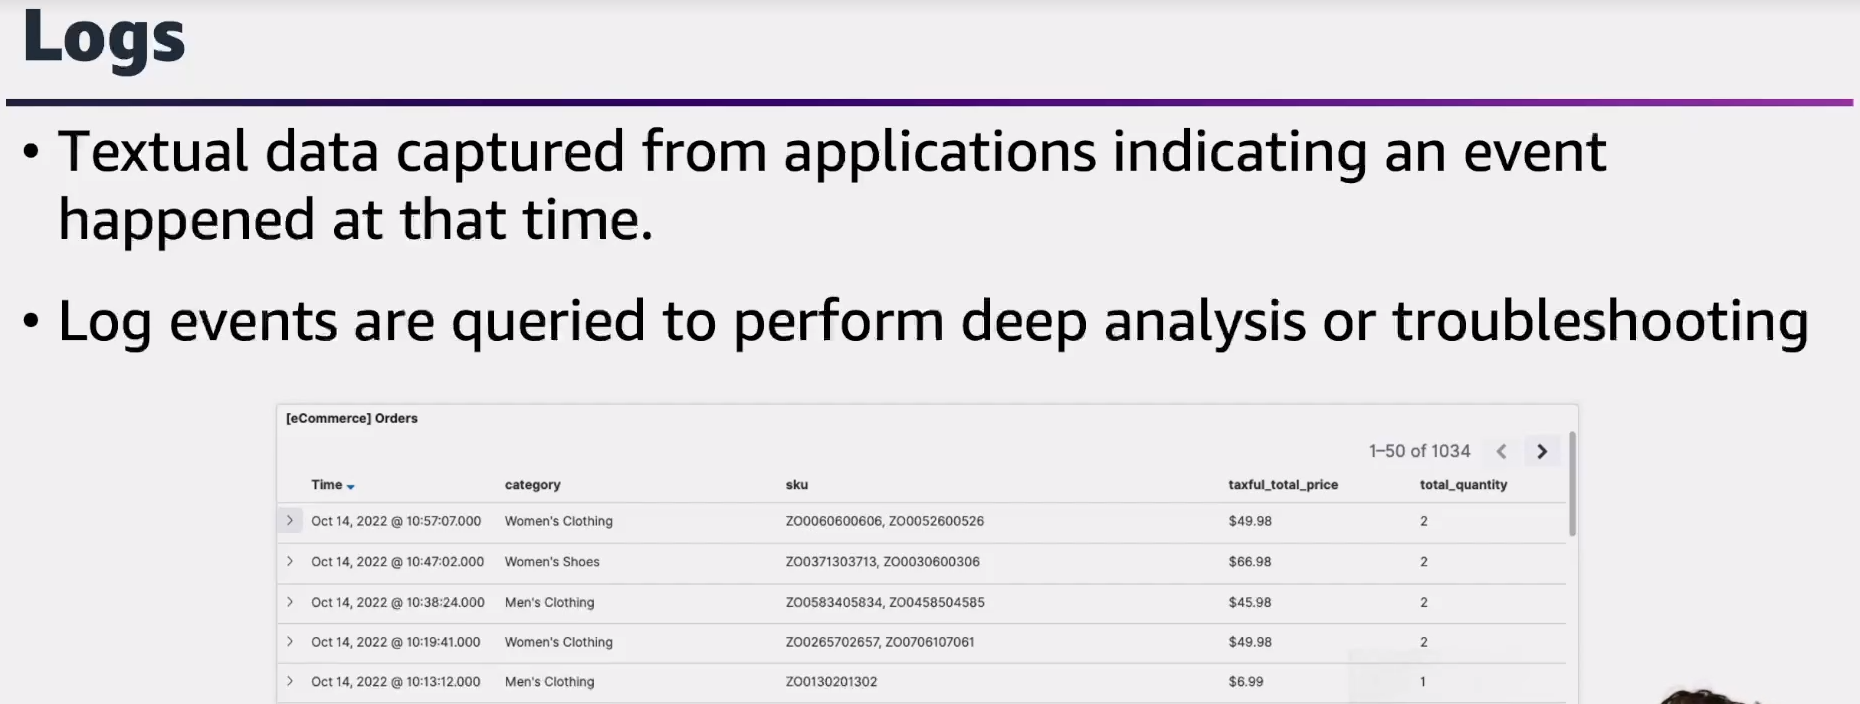 Logs
• Textual data captured from applications indicating an event
happened at that time.
• Log events are queried to perform deep analysis or troubleshooting
[eCommerce] Orders
1–50 of 1034
Time category sku taxful_total_price total_quantity
Oct 14, 2022 @ 10:57:07.000 Women's Clothing ZO0060600606, ZO0052600526 $49.98 2
Oct 14, 2022 @ 10:47:02.000 Women's Shoes ZO0371303713, ZO0030600306 $66.98 2
Oct 14, 2022 @ 10:38:24.000 Men's Clothing ZO0583405834, ZO0458504585 $45.98 2
Oct 14, 2022 @ 10:19:41.000 Women's Clothing ZO0265702657, ZO0706107061 $49.98 2
Oct 14, 2022 @ 10:13:12.000 Men's Clothing ZO0130201302 $6.99 1